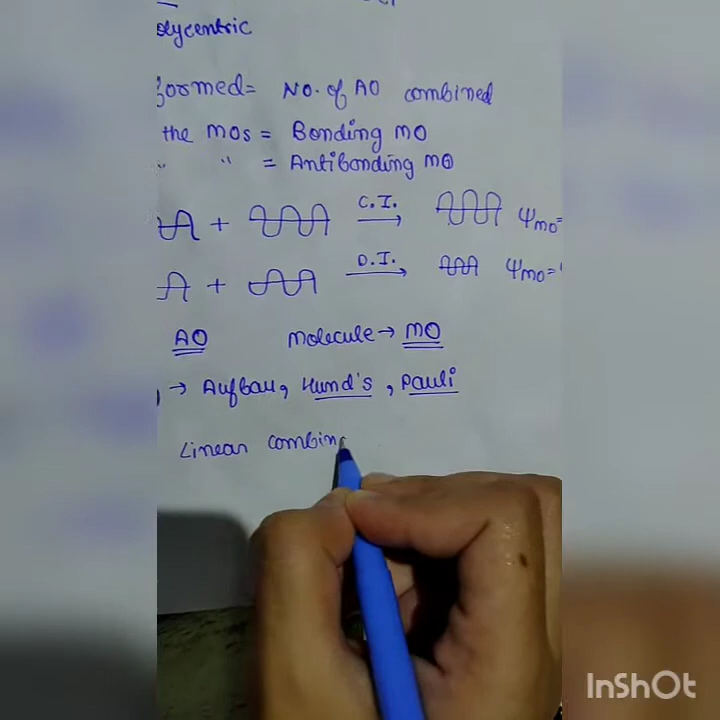 olycentric
formed = NO. of AO combined
the MOs = Bonding MO
" " = Antibonding MO
+ C.I. → Ψmo=
+ D.I. → Ψmo=
AO molecule → MO
→ Aufbau, Hund's, Pauli
Linear combin
InShOt